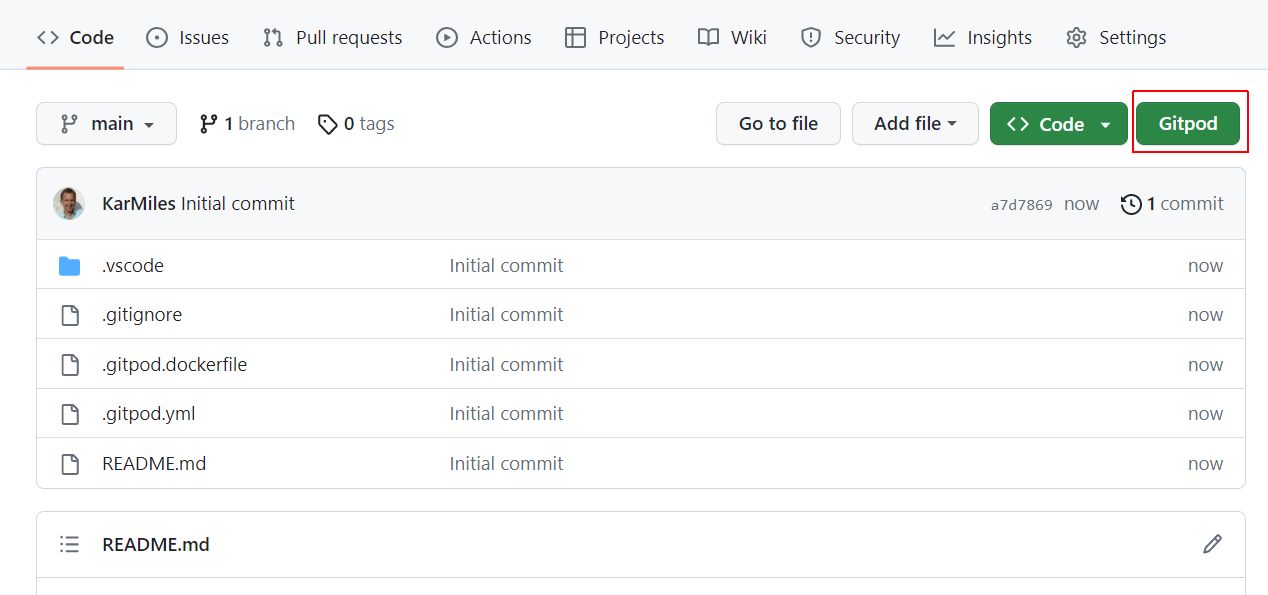 Code Issues Pull requests Actions Projects Wiki Security Insights Settings
main 1 branch 0 tags Go to file Add file Code Gitpod
KarMiles Initial commit a7d7869 now 1 commit
.vscode Initial commit now
.gitignore Initial commit now
.gitpod.dockerfile Initial commit now
.gitpod.yml Initial commit now
README.md Initial commit now
README.md